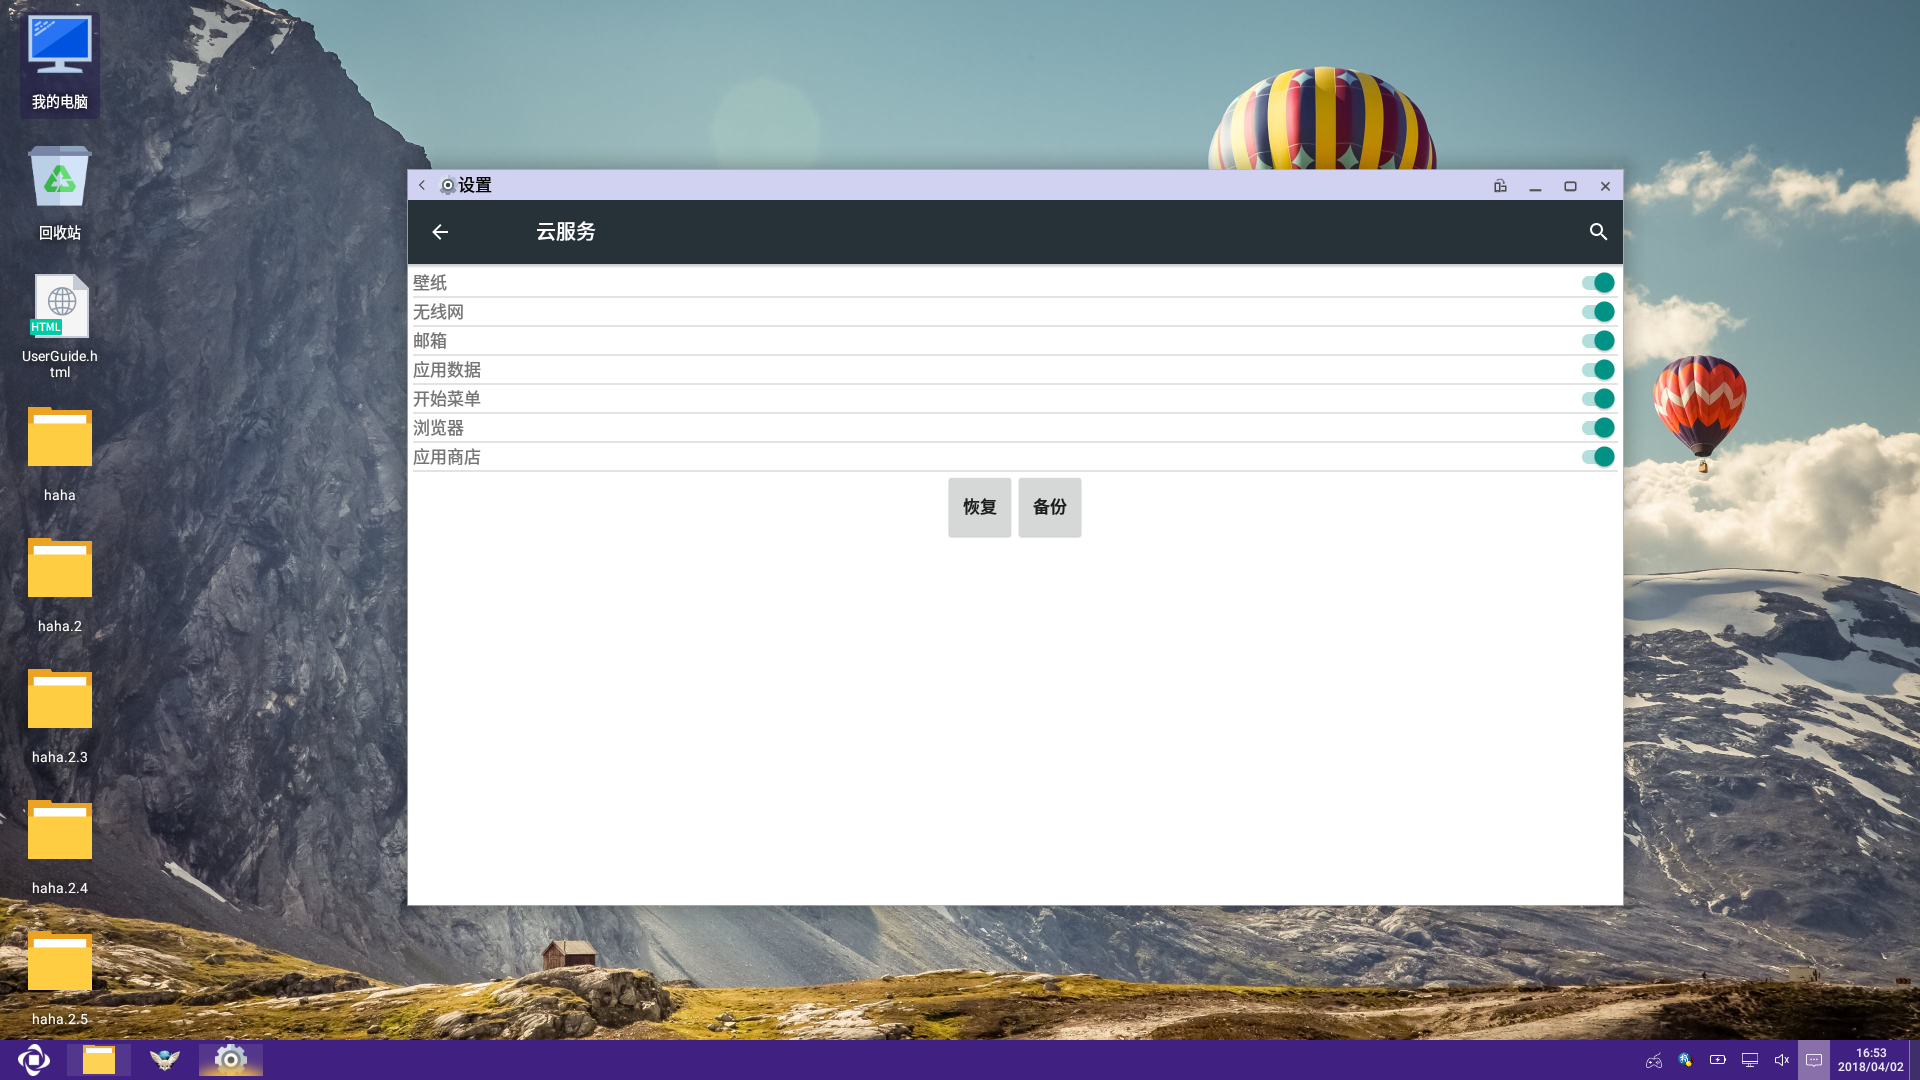 我的电脑
回收站
HTML
UserGuide.h
tml
haha
haha.2
haha.2.3
haha.2.4
haha.2.5
设置
云服务
壁纸
无线网
邮箱
应用数据
开始菜单
浏览器
应用商店
恢复 备份
16:53
2018/04/02